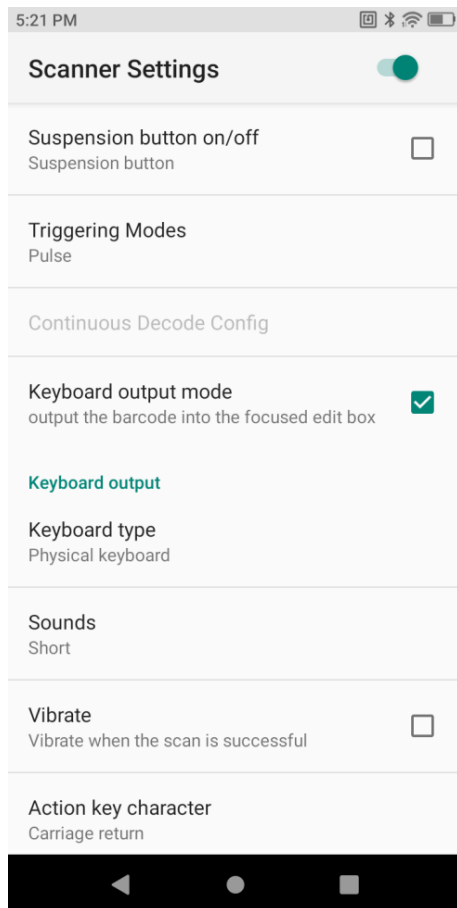 5:21 PM
Scanner Settings
Suspension button on/off
Suspension button
Triggering Modes
Pulse
Continuous Decode Config
Keyboard output mode
output the barcode into the focused edit box
Keyboard output
Keyboard type
Physical keyboard
Sounds
Short
Vibrate
Vibrate when the scan is successful
Action key character
Carriage return